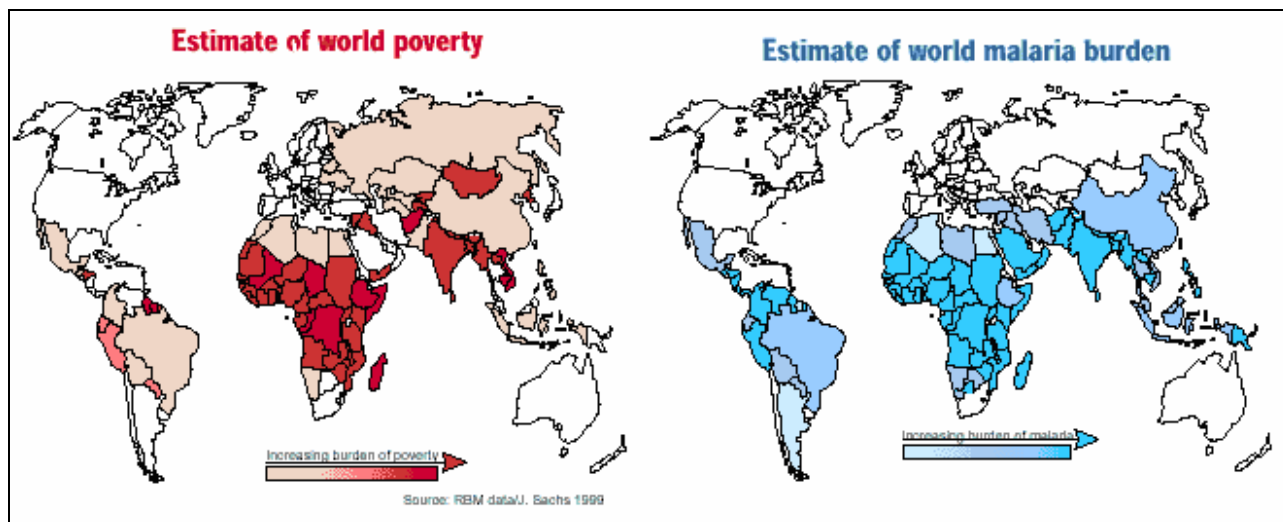 Estimate of world poverty
Estimate of world malaria burden
Increasing burden of poverty
Increasing burden of malaria
Source: RBM data/J. Sachs 1999